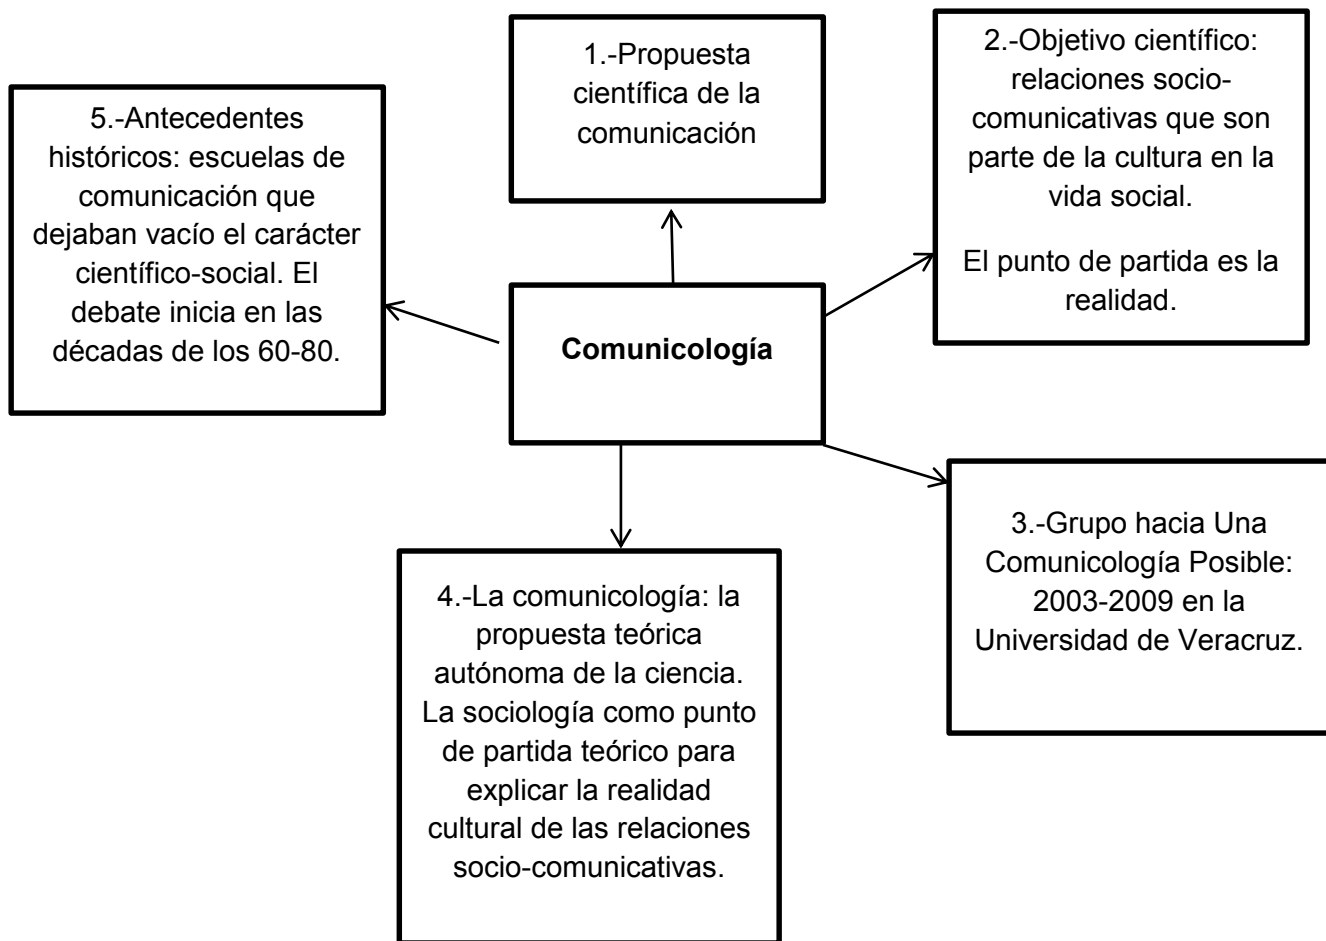 1.-Propuesta
científica de la
comunicación
2.-Objetivo científico:
relaciones socio-
comunicativas que son
parte de la cultura en la
vida social.
El punto de partida es la
realidad.
5.-Antecedentes
históricos: escuelas de
comunicación que
dejaban vacío el carácter
científico-social. El
debate inicia en las
décadas de los 60-80.
Comunicología
3.-Grupo hacia Una
Comunicología Posible:
2003-2009 en la
Universidad de Veracruz.
4.-La comunicología: la
propuesta teórica
autónoma de la ciencia.
La sociología como punto
de partida teórico para
explicar la realidad
cultural de las relaciones
socio-comunicativas.